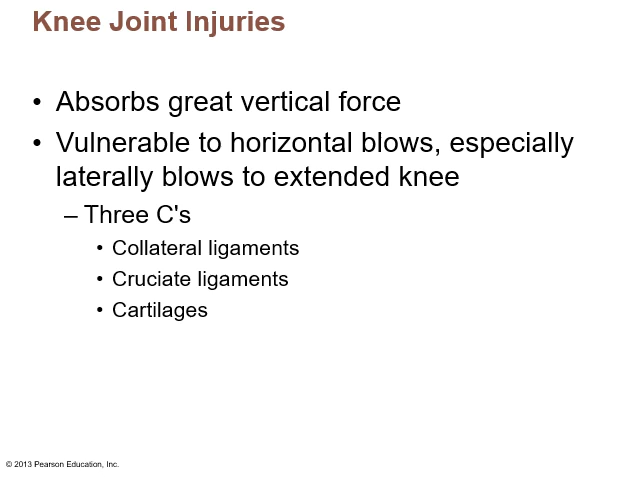 Knee Joint Injuries
• Absorbs great vertical force
• Vulnerable to horizontal blows, especially
laterally blows to extended knee
– Three C's
• Collateral ligaments
• Cruciate ligaments
• Cartilages
© 2013 Pearson Education, Inc.